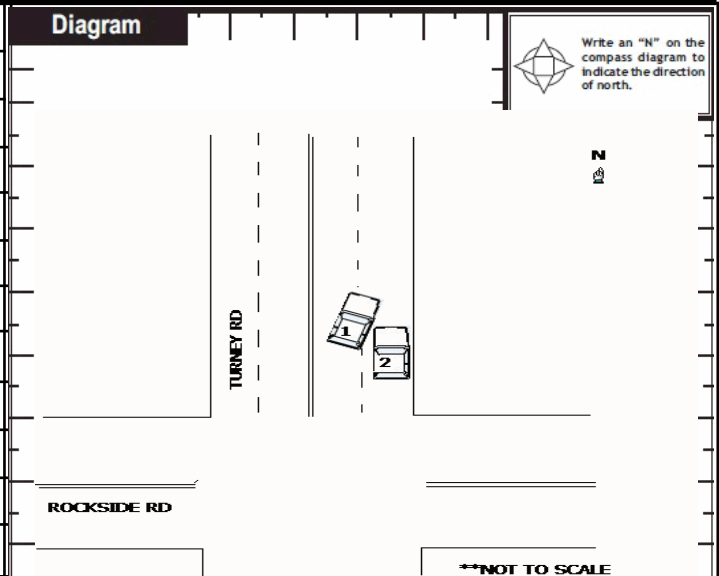 Diagram
Write an “N” on the
compass diagram to
indicate the direction
of north.
N
TURNEY RD
1
2
ROCKSIDE RD
**NOT TO SCALE